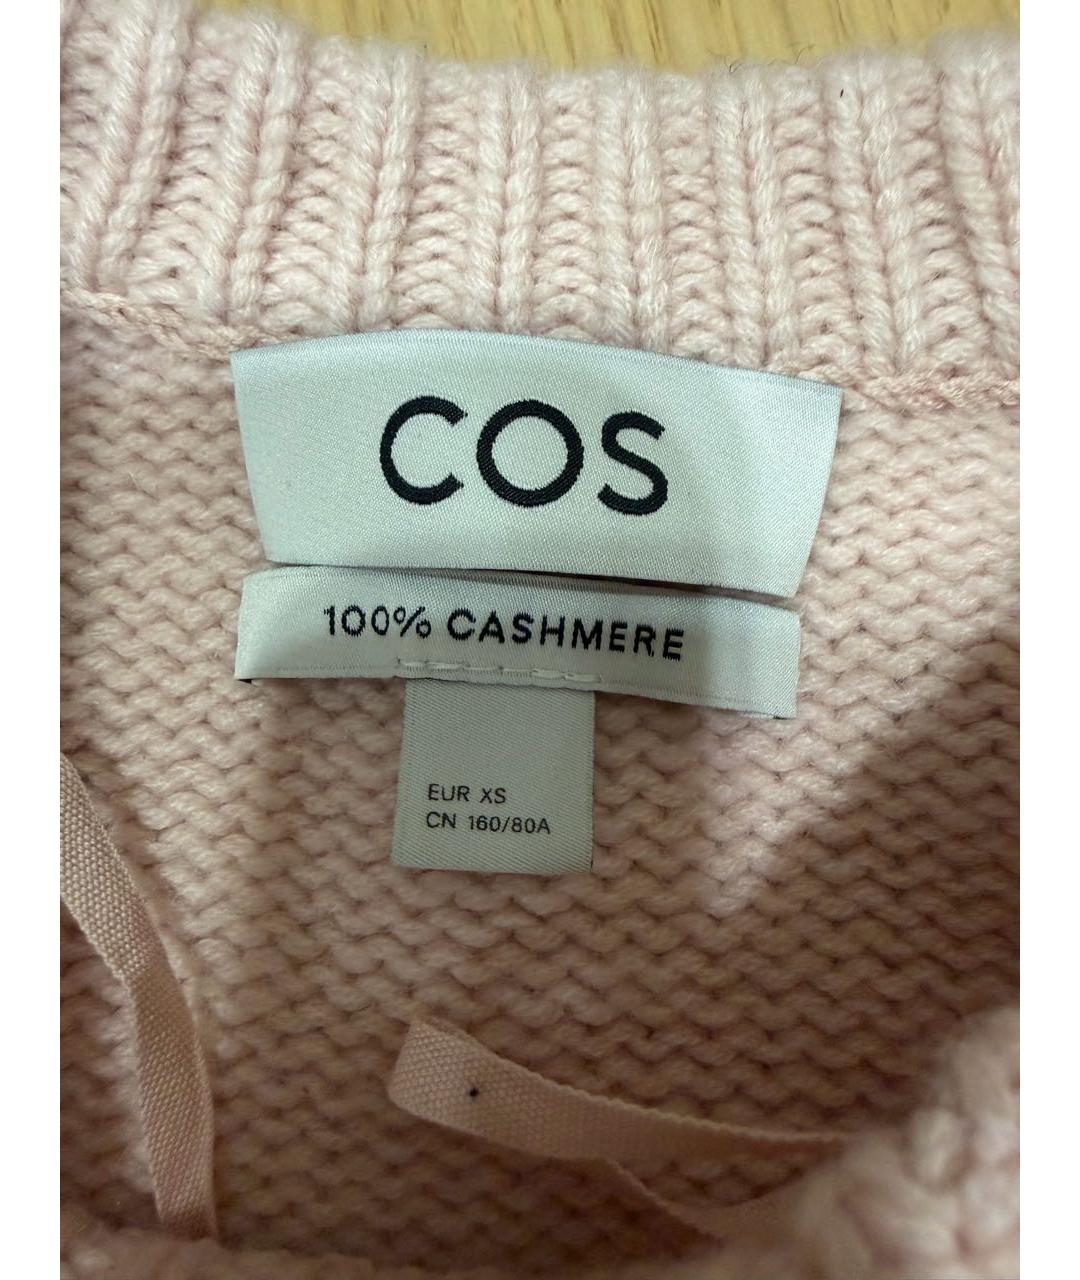 COS
100% CASHMERE
EUR XS
CN 160/80A